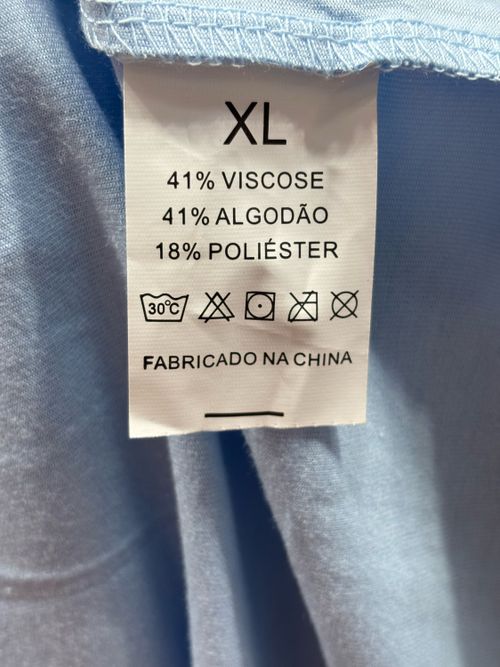 XL
41% VISCOSE
41% ALGODÃO
18% POLIÉSTER
30°C
FABRICADO NA CHINA